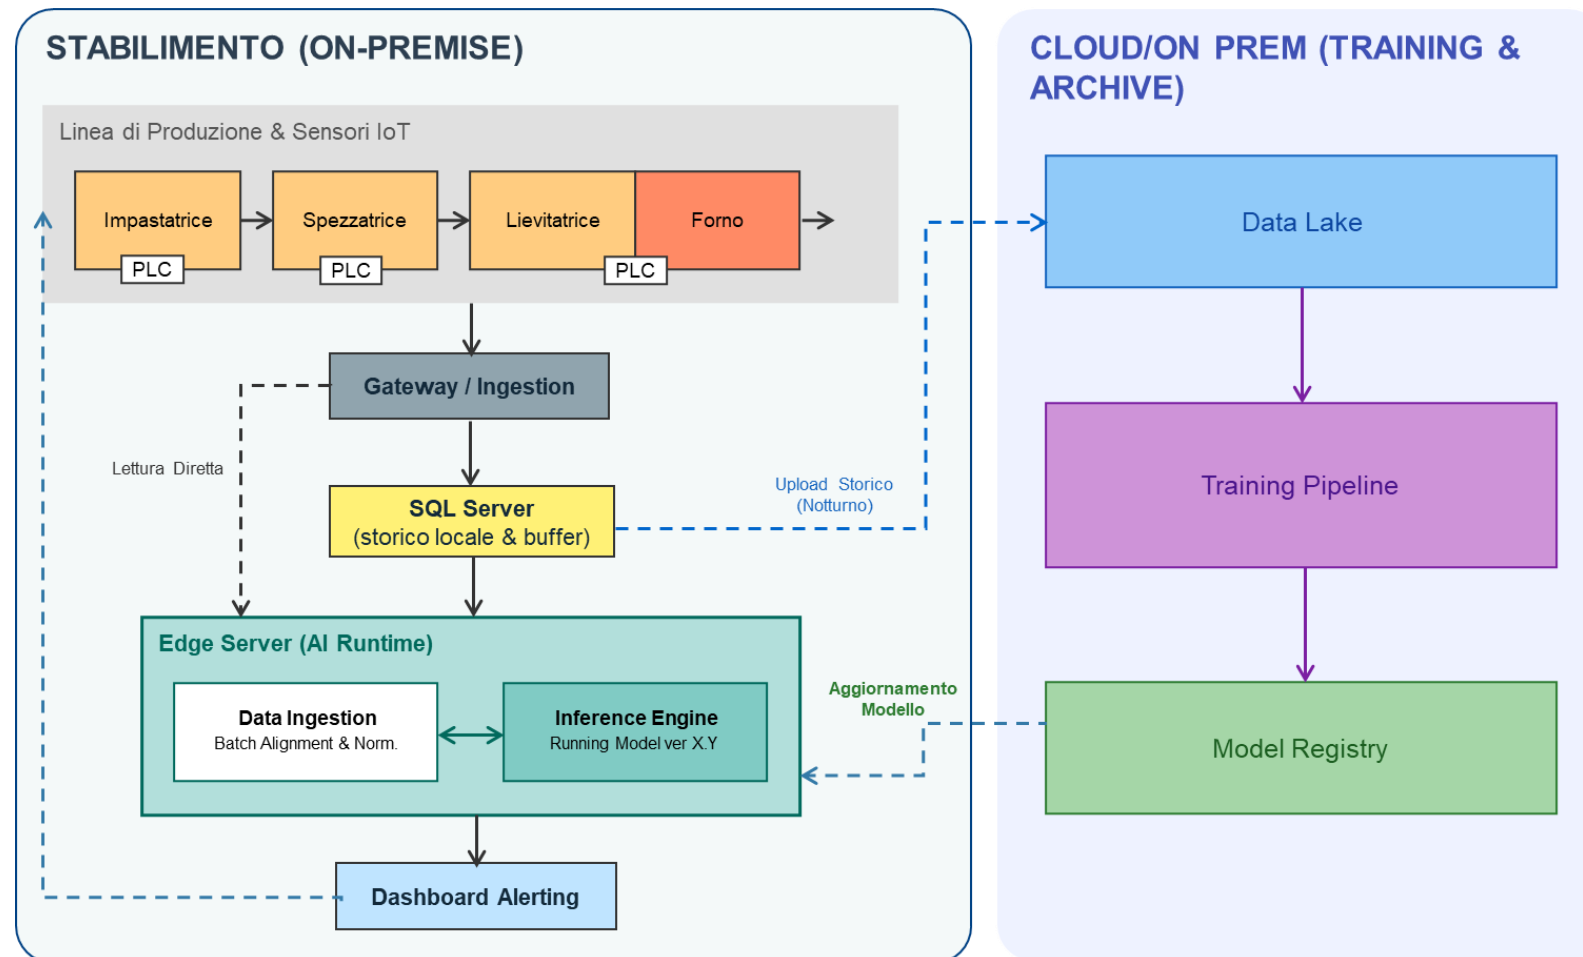 STABILIMENTO (ON-PREMISE)
Linea di Produzione & Sensori IoT
Impastatrice
Spezzatrice
Lievitatrice
Forno
PLC
PLC
PLC
Gateway / Ingestion
Lettura Diretta
SQL Server
(storico locale & buffer)
Upload Storico
(Notturno)
Edge Server (AI Runtime)
Data Ingestion
Batch Alignment & Norm.
Inference Engine
Running Model ver X.Y
Aggiornamento
Modello
Dashboard Alerting
CLOUD/ON PREM (TRAINING &
ARCHIVE)
Data Lake
Training Pipeline
Model Registry